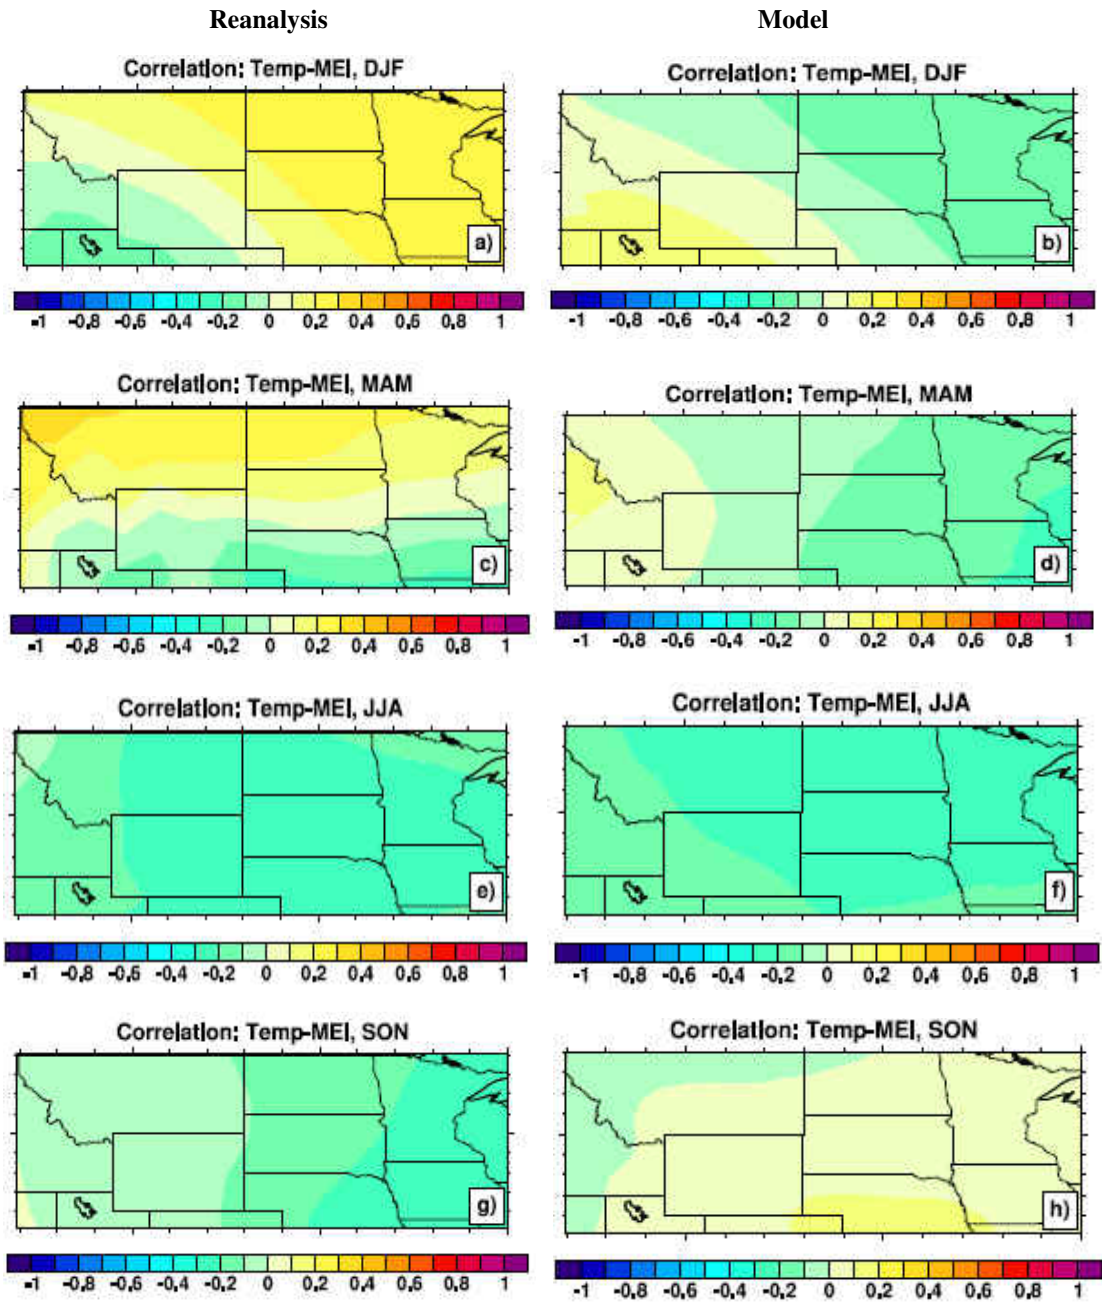 Reanalysis Model
Correlation: Temp-MEI, DJF
Correlation: Temp-MEI, DJF
a)
b)
-1 -0.8 -0.6 -0.4 -0.2 0 0.2 0.4 0.6 0.8 1
-1 -0.8 -0.6 -0.4 -0.2 0 0.2 0.4 0.6 0.8 1
Correlation: Temp-MEI, MAM
Correlation: Temp-MEI, MAM
c)
d)
-1 -0.8 -0.6 -0.4 -0.2 0 0.2 0.4 0.6 0.8 1
-1 -0.8 -0.6 -0.4 -0.2 0 0.2 0.4 0.6 0.8 1
Correlation: Temp-MEI, JJA
Correlation: Temp-MEI, JJA
e)
f)
-1 -0.8 -0.6 -0.4 -0.2 0 0.2 0.4 0.6 0.8 1
-1 -0.8 -0.6 -0.4 -0.2 0 0.2 0.4 0.6 0.8 1
Correlation: Temp-MEI, SON
Correlation: Temp-MEI, SON
g)
h)
-1 -0.8 -0.6 -0.4 -0.2 0 0.2 0.4 0.6 0.8 1
-1 -0.8 -0.6 -0.4 -0.2 0 0.2 0.4 0.6 0.8 1